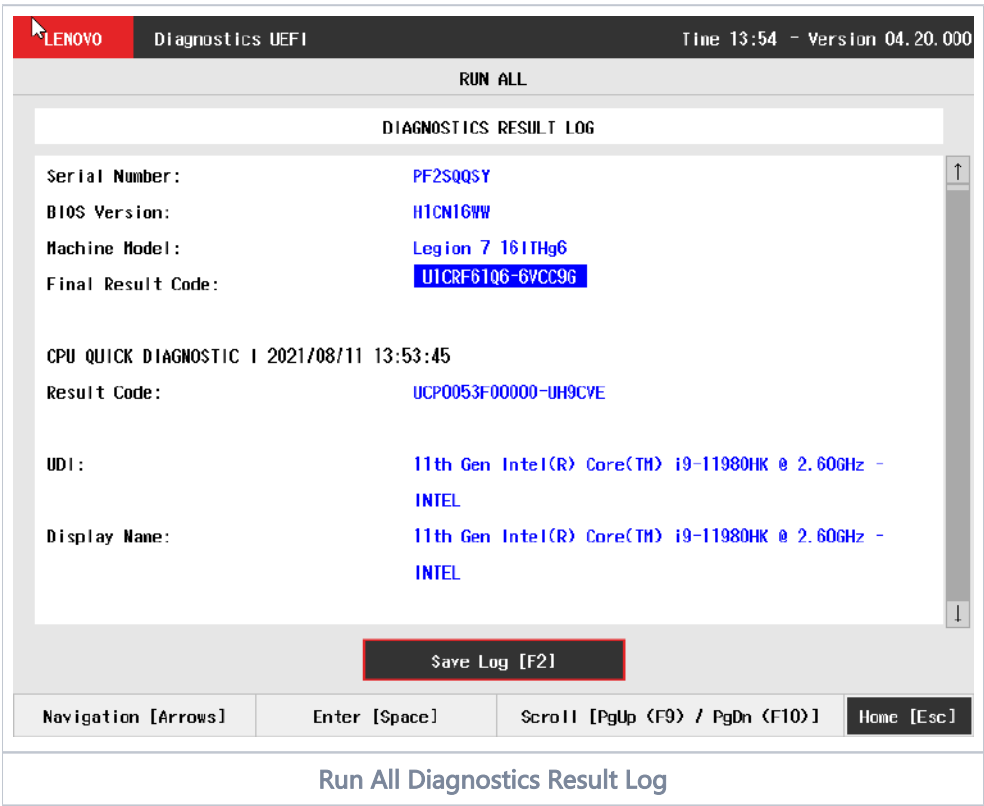 LENOVO Diagnostics UEFI Time 13:54 - Version 04.20.000
RUN ALL
DIAGNOSTICS RESULT LOG
Serial Number: PF2SQQSY
BIOS Version: H1CN16WW
Machine Model: Legion 7 16ITHg6
Final Result Code: U1CRF61Q6-6VCC9G
CPU QUICK DIAGNOSTIC | 2021/08/11 13:53:45
Result Code: UCP0053F00000-UH9CVE
UDI: 11th Gen Intel(R) Core(TM) i9-11980HK @ 2.60GHz -
INTEL
Display Name: 11th Gen Intel(R) Core(TM) i9-11980HK @ 2.60GHz -
INTEL
Save Log [F2]
Navigation [Arrows] Enter [Space] Scroll [PgUp (F9) / PgDn (F10)] Home [Esc]
Run All Diagnostics Result Log